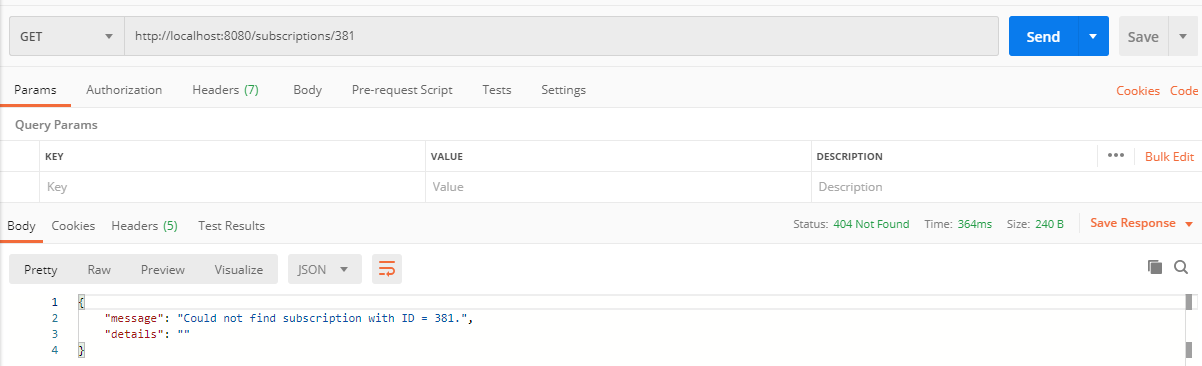 GET http://localhost:8080/subscriptions/381 Send Save
Params Authorization Headers (7) Body Pre-request Script Tests Settings Cookies Code
Query Params
KEY VALUE DESCRIPTION ••• Bulk Edit
Key Value Description
Body Cookies Headers (5) Test Results Status: 404 Not Found Time: 364ms Size: 240 B Save Response
Pretty Raw Preview Visualize JSON
1 {
2 "message": "Could not find subscription with ID = 381.",
3 "details": ""
4 }